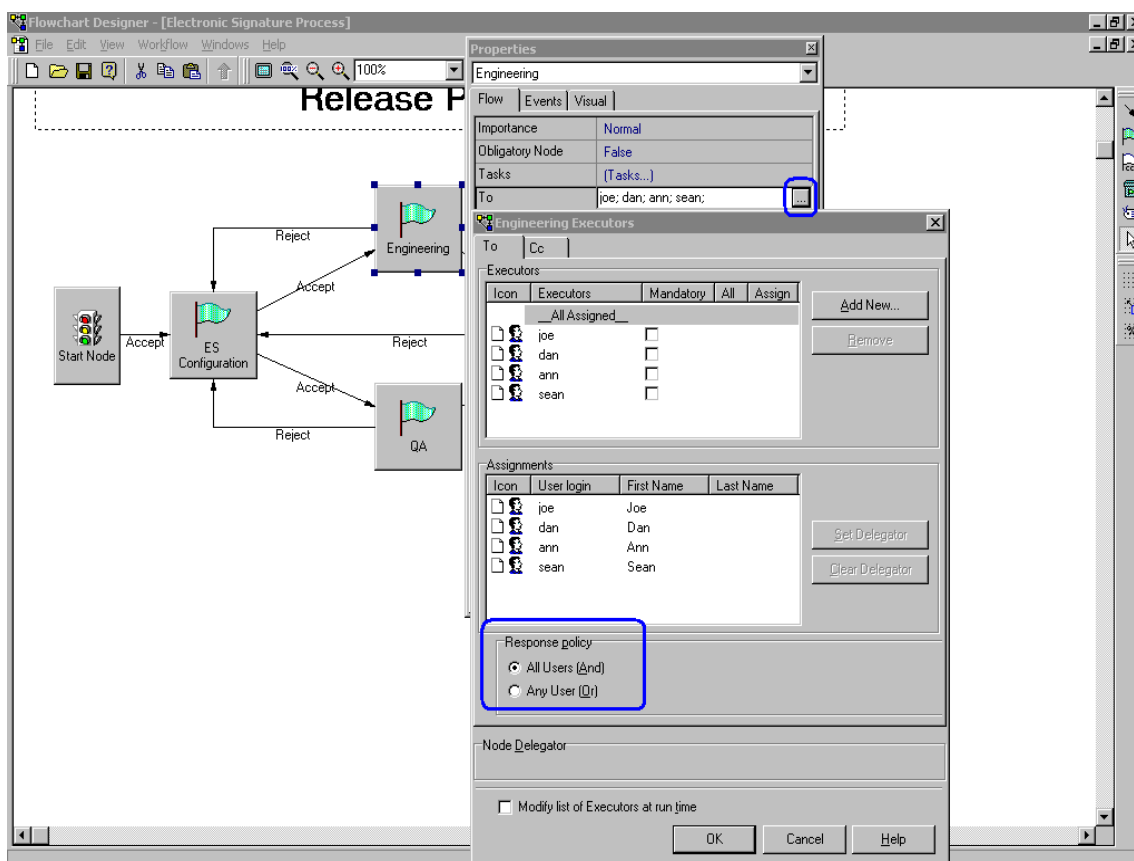 Flowchart Designer - [Electronic Signature Process]
File Edit View Workflow Windows Help
100%
Release P
Start Node
Accept
ES
Configuration
Reject
Accept
Engineering
Reject
Accept
Reject
QA
Properties
Engineering
Flow Events Visual
Importance Normal
Obligatory Node False
Tasks (Tasks...)
To joe; dan; ann; sean; ...
Engineering Executors
To Cc
Executors
Icon Executors Mandatory All Assign
__All Assigned__
joe
dan
ann
sean
Add New...
Remove
Assignments
Icon User login First Name Last Name
joe Joe
dan Dan
ann Ann
sean Sean
Set Delegator
Clear Delegator
Response policy
All Users (And)
Any User (Or)
Node Delegator
Modify list of Executors at run time
OK Cancel Help